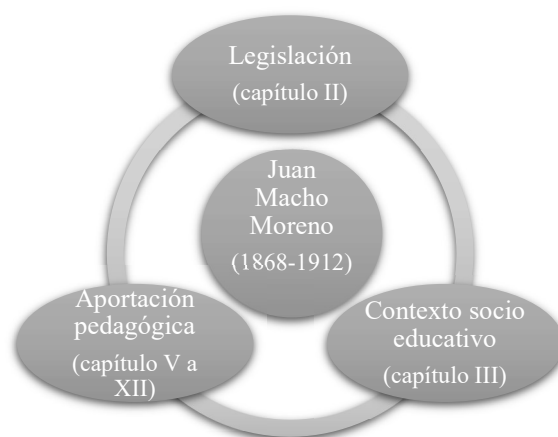 Legislación
(capítulo II)
Juan
Macho
Moreno
(1868-1912)
Aportación
pedagógica
(capítulo V a
XII)
Contexto socio
educativo
(capítulo III)